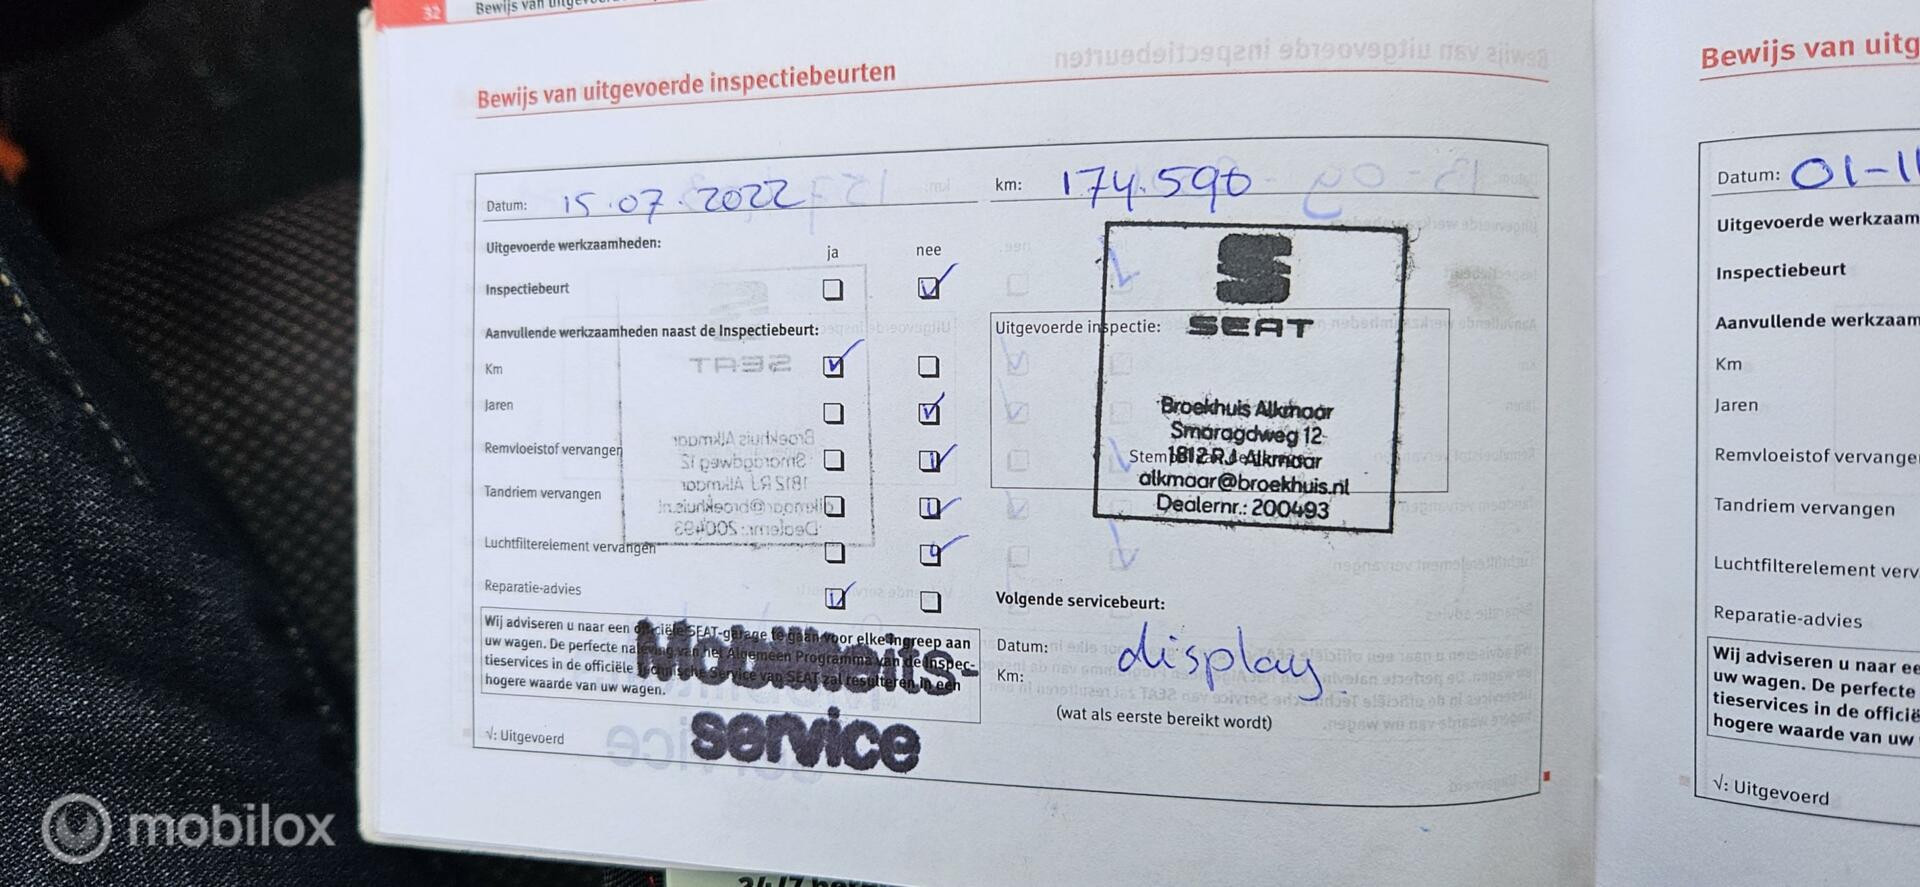 32
Bewijs van
Bewijs van uitgevoerde inspectiebeurten
Datum: 15.07.2022
km: 174.590
Uitgevoerde werkzaamheden:
ja nee
Inspectiebeurt
Aanvullende werkzaamheden naast de Inspectiebeurt:
Km
Jaren
Remvloeistof vervangen
Tandriem vervangen
Luchtfilterelement vervangen
Reparatie-advies
Wij adviseren u naar een officiële SEAT-garage te gaan voor elke ingreep aan
uw wagen. De perfecte naleving van het Algemeen Programma van de Inspec-
tieservices in de officiële Technische Service van SEAT zal resulteren in een
hogere waarde van uw wagen.
service
√: Uitgevoerd
Uitgevoerde inspectie:
SEAT
Broekhuis Alkmaar
Smaragdweg 12
1812 RJ Alkmaar
alkmaar@broekhuis.nl
Dealernr.: 200493
Volgende servicebeurt:
Datum: display
Km:
(wat als eerste bereikt wordt)
Bewijs van uitg
Datum: 01-11
Uitgevoerde werkzaam
Inspectiebeurt
Aanvullende werkzaam
Km
Jaren
Remvloeistof vervange
Tandriem vervangen
Luchtfilterelement verv
Reparatie-advies
Wij adviseren u naar ee
uw wagen. De perfecte
tieservices in de officië
hogere waarde van uw
√: Uitgevoerd
24/7
mobilox